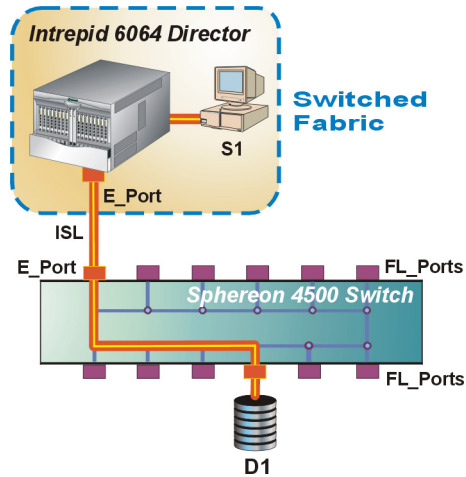 Intrepid 6064 Director
S1
Switched
Fabric
E_Port
ISL
E_Port
FL_Ports
Sphereon 4500 Switch
FL_Ports
D1